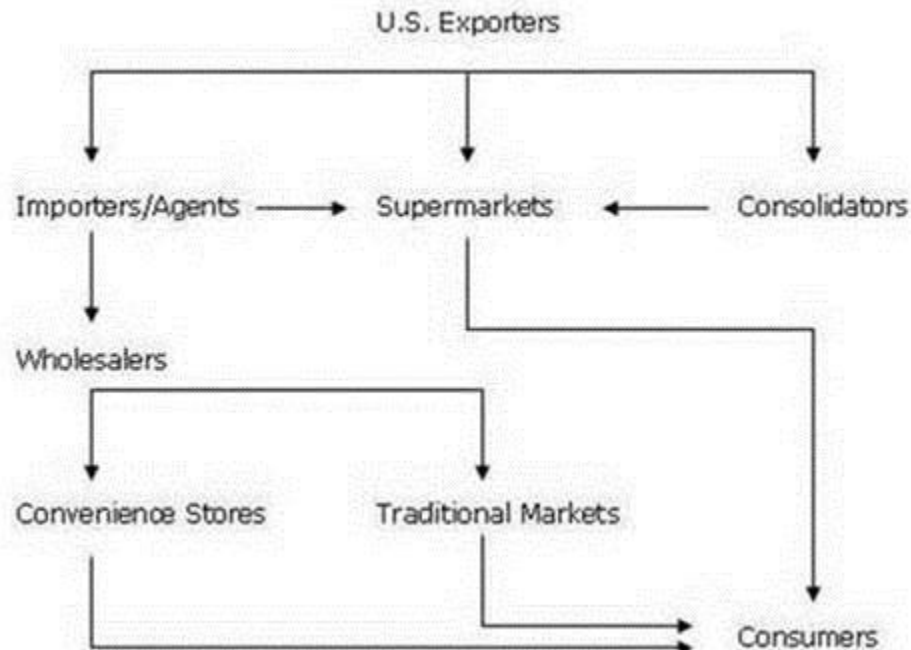 U.S. Exporters
Importers/Agents
Supermarkets
Consolidators
Wholesalers
Convenience Stores
Traditional Markets
Consumers